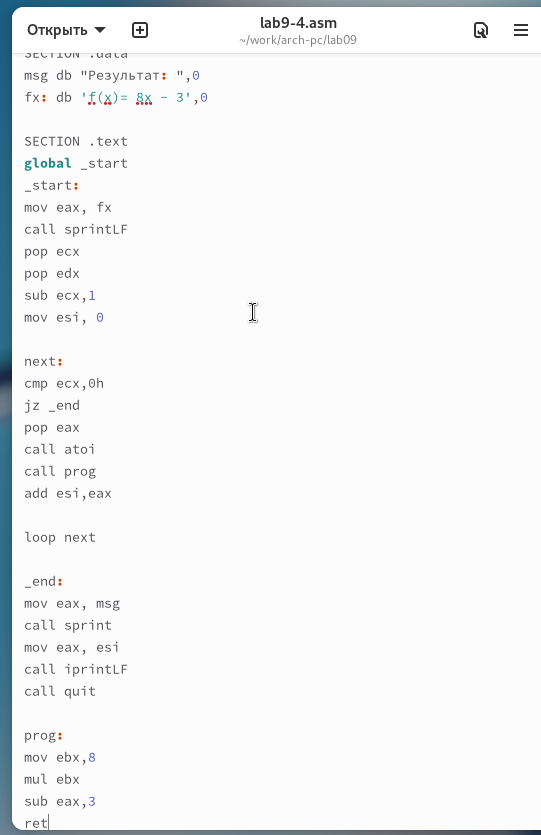 Открыть
lab9-4.asm
~/work/arch-pc/lab09
SECTION .data
msg db "Результат: ",0
fx: db 'f(x)= 8x - 3',0
SECTION .text
global _start
_start:
mov eax, fx
call sprintLF
pop ecx
pop edx
sub ecx,1
mov esi, 0
next:
cmp ecx,0h
jz _end
pop eax
call atoi
call prog
add esi,eax
loop next
_end:
mov eax, msg
call sprint
mov eax, esi
call iprintLF
call quit
prog:
mov ebx,8
mul ebx
sub eax,3
ret